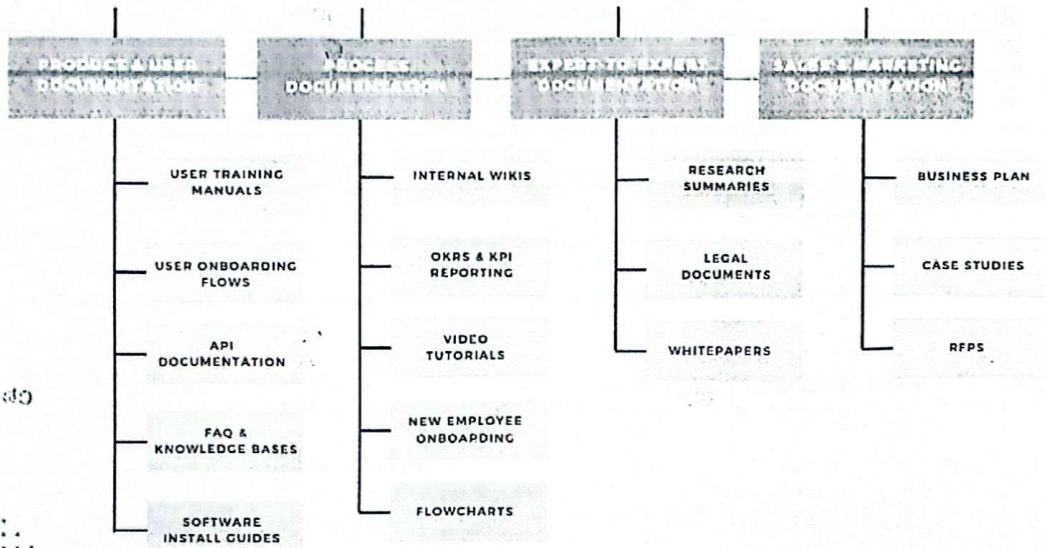 PRODUCT & USER
DOCUMENTATION
PROCESS
DOCUMENTATION
EXPERT-TO-EXPERT
DOCUMENTATION
SALES & MARKETING
DOCUMENTATION
USER TRAINING
MANUALS
USER ONBOARDING
FLOWS
API
DOCUMENTATION
FAQ &
KNOWLEDGE BASES
SOFTWARE
INSTALL GUIDES
INTERNAL WIKIS
OKRS & KPI
REPORTING
VIDEO
TUTORIALS
NEW EMPLOYEE
ONBOARDING
FLOWCHARTS
RESEARCH
SUMMARIES
LEGAL
DOCUMENTS
WHITEPAPERS
BUSINESS PLAN
CASE STUDIES
RFPS